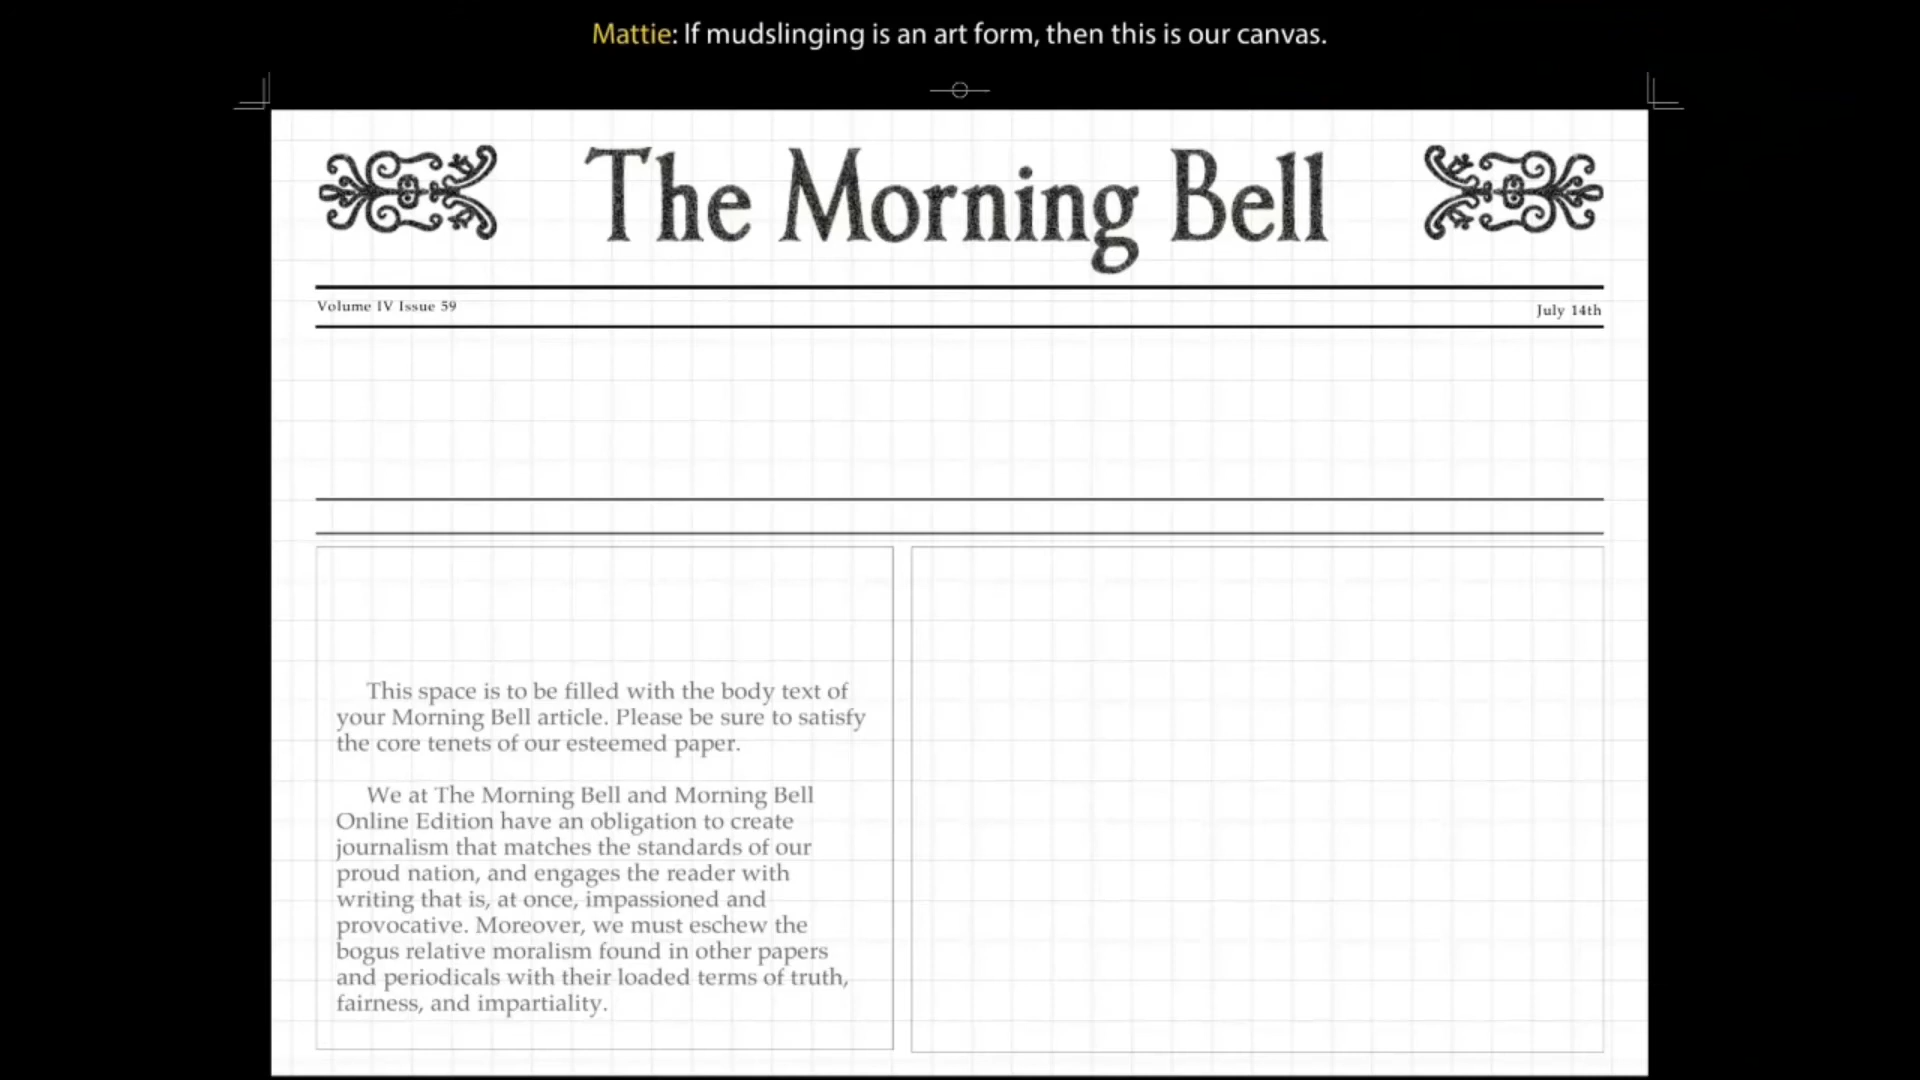 Mattie: If mudslinging is an art form, then this is our canvas.
The Morning Bell
Volume IV Issue 59
July 14th
This space is to be filled with the body text of
your Morning Bell article. Please be sure to satisfy
the core tenets of our esteemed paper.
We at The Morning Bell and Morning Bell
Online Edition have an obligation to create
journalism that matches the standards of our
proud nation, and engages the reader with
writing that is, at once, impassioned and
provocative. Moreover, we must eschew the
bogus relative moralism found in other papers
and periodicals with their loaded terms of truth,
fairness, and impartiality.